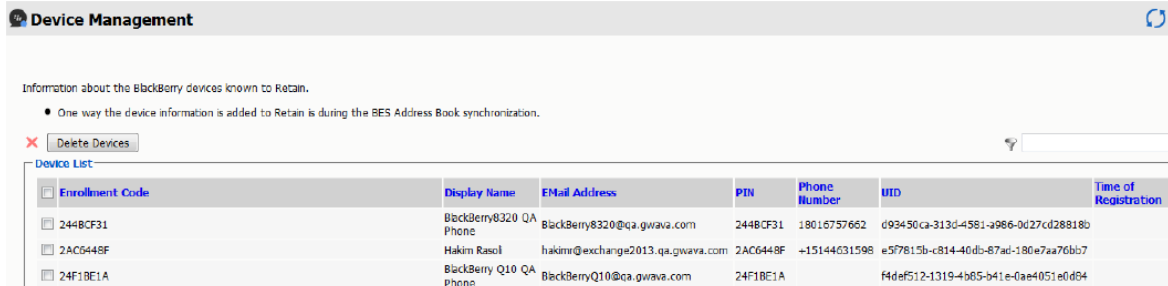 Device Management
Information about the BlackBerry devices known to Retain.
• One way the device information is added to Retain is during the BES Address Book synchronization.
Delete Devices
Device List
Enrollment Code Display Name EMail Address PIN Phone Number UID Time of Registration
244BCF31 BlackBerry8320 QA Phone BlackBerry8320@qa.gwava.com 244BCF31 18016757662 d93450ca-313d-4581-a986-0d27cd28818b
2AC6448F Hakim Rasoli hakimr@exchange2013.qa.gwava.com 2AC6448F +15144631598 e5f7815b-c814-40db-87ad-180e7aa76bb7
24F1BE1A BlackBerry Q10 QA Phone BlackBerryQ10@qa.gwava.com 24F1BE1A f4def512-1319-4b85-b41e-0ae4051e0d84